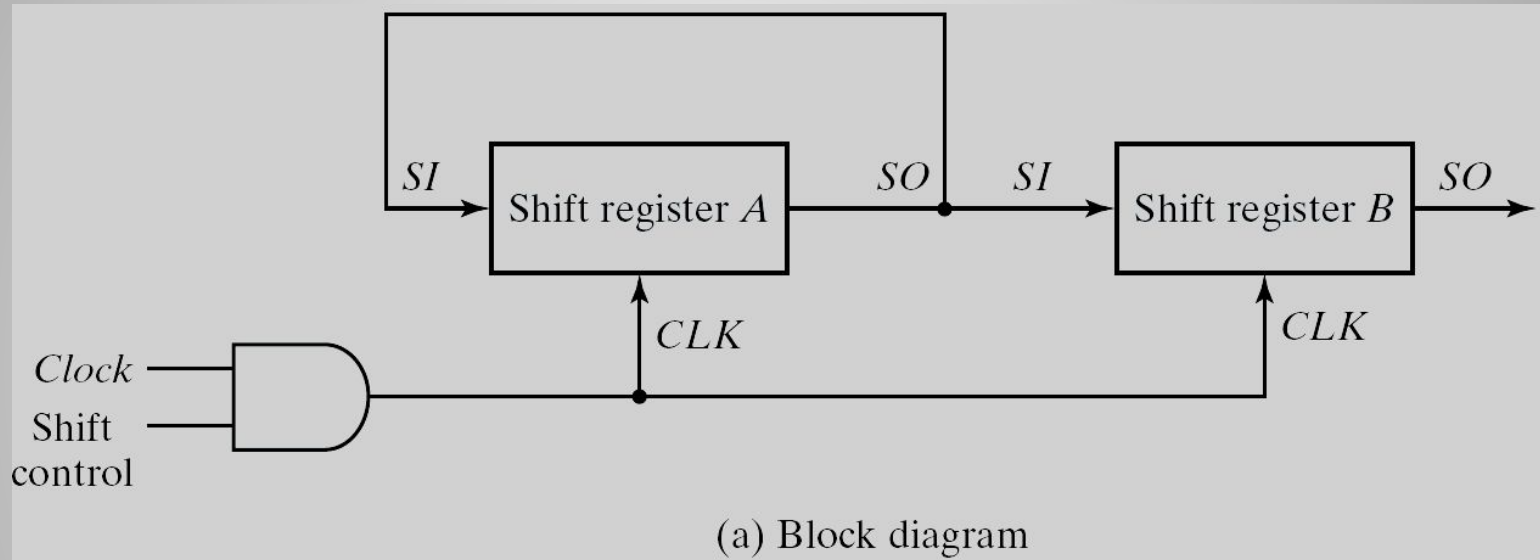 SI
Shift register A
SO
SI
Shift register B
SO
CLK
CLK
Clock
Shift
control
(a) Block diagram